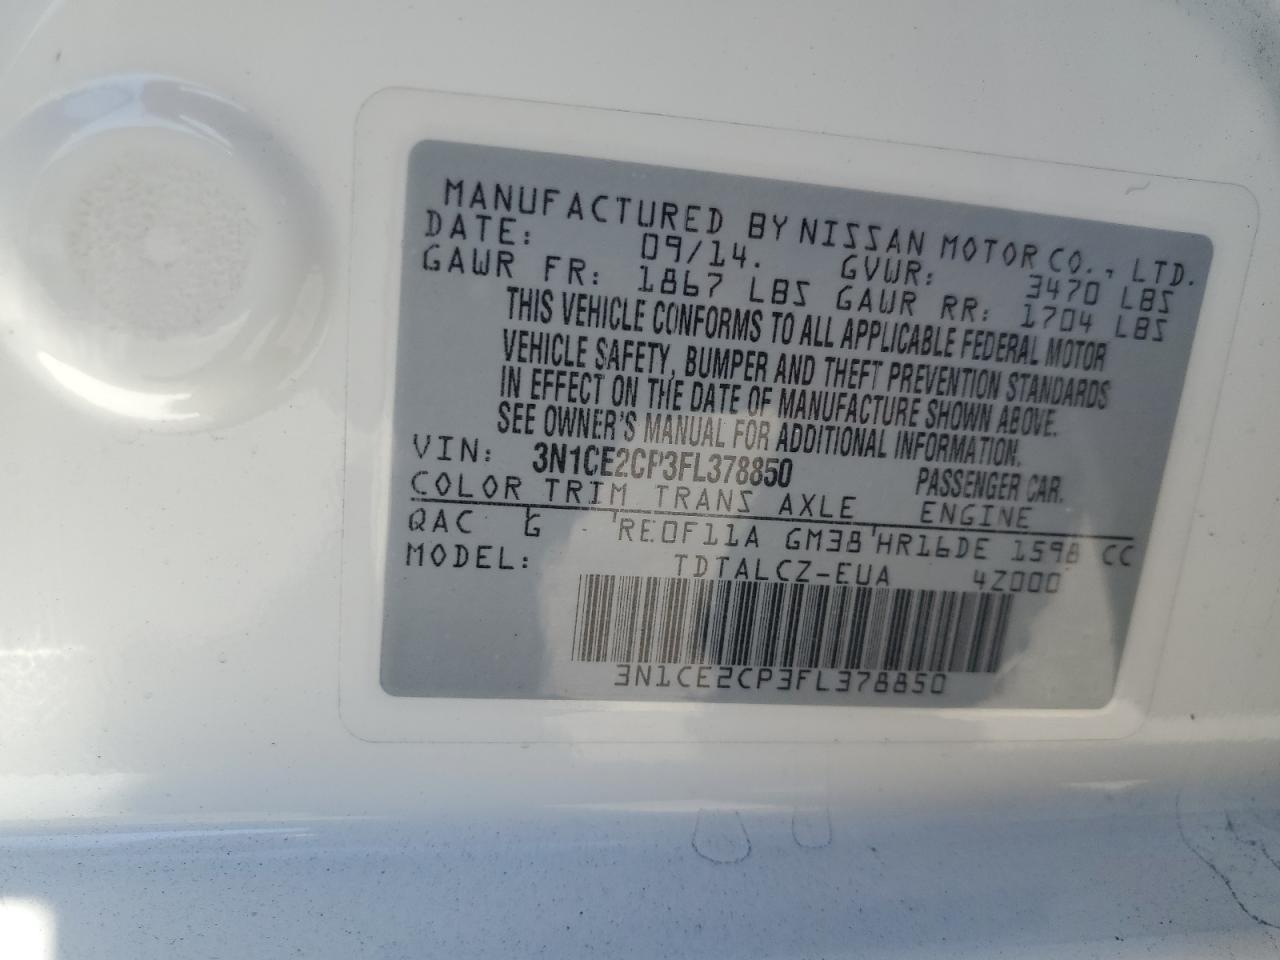 MANUFACTURED BY NISSAN MOTOR CO., LTD.
DATE: 09/14. GVWR: 3470 LBS
GAWR FR: 1867 LBS GAWR RR: 1704 LBS
THIS VEHICLE CONFORMS TO ALL APPLICABLE FEDERAL MOTOR
VEHICLE SAFETY, BUMPER AND THEFT PREVENTION STANDARDS
IN EFFECT ON THE DATE OF MANUFACTURE SHOWN ABOVE.
SEE OWNER'S MANUAL FOR ADDITIONAL INFORMATION.
VIN: 3N1CE2CP3FL378850 PASSENGER CAR.
COLOR TRIM TRANS AXLE ENGINE
QAC G RE0F11A GM38 HR16DE 1598 CC
MODEL: TDTALCZ-EUA 4Z000
3N1CE2CP3FL378850